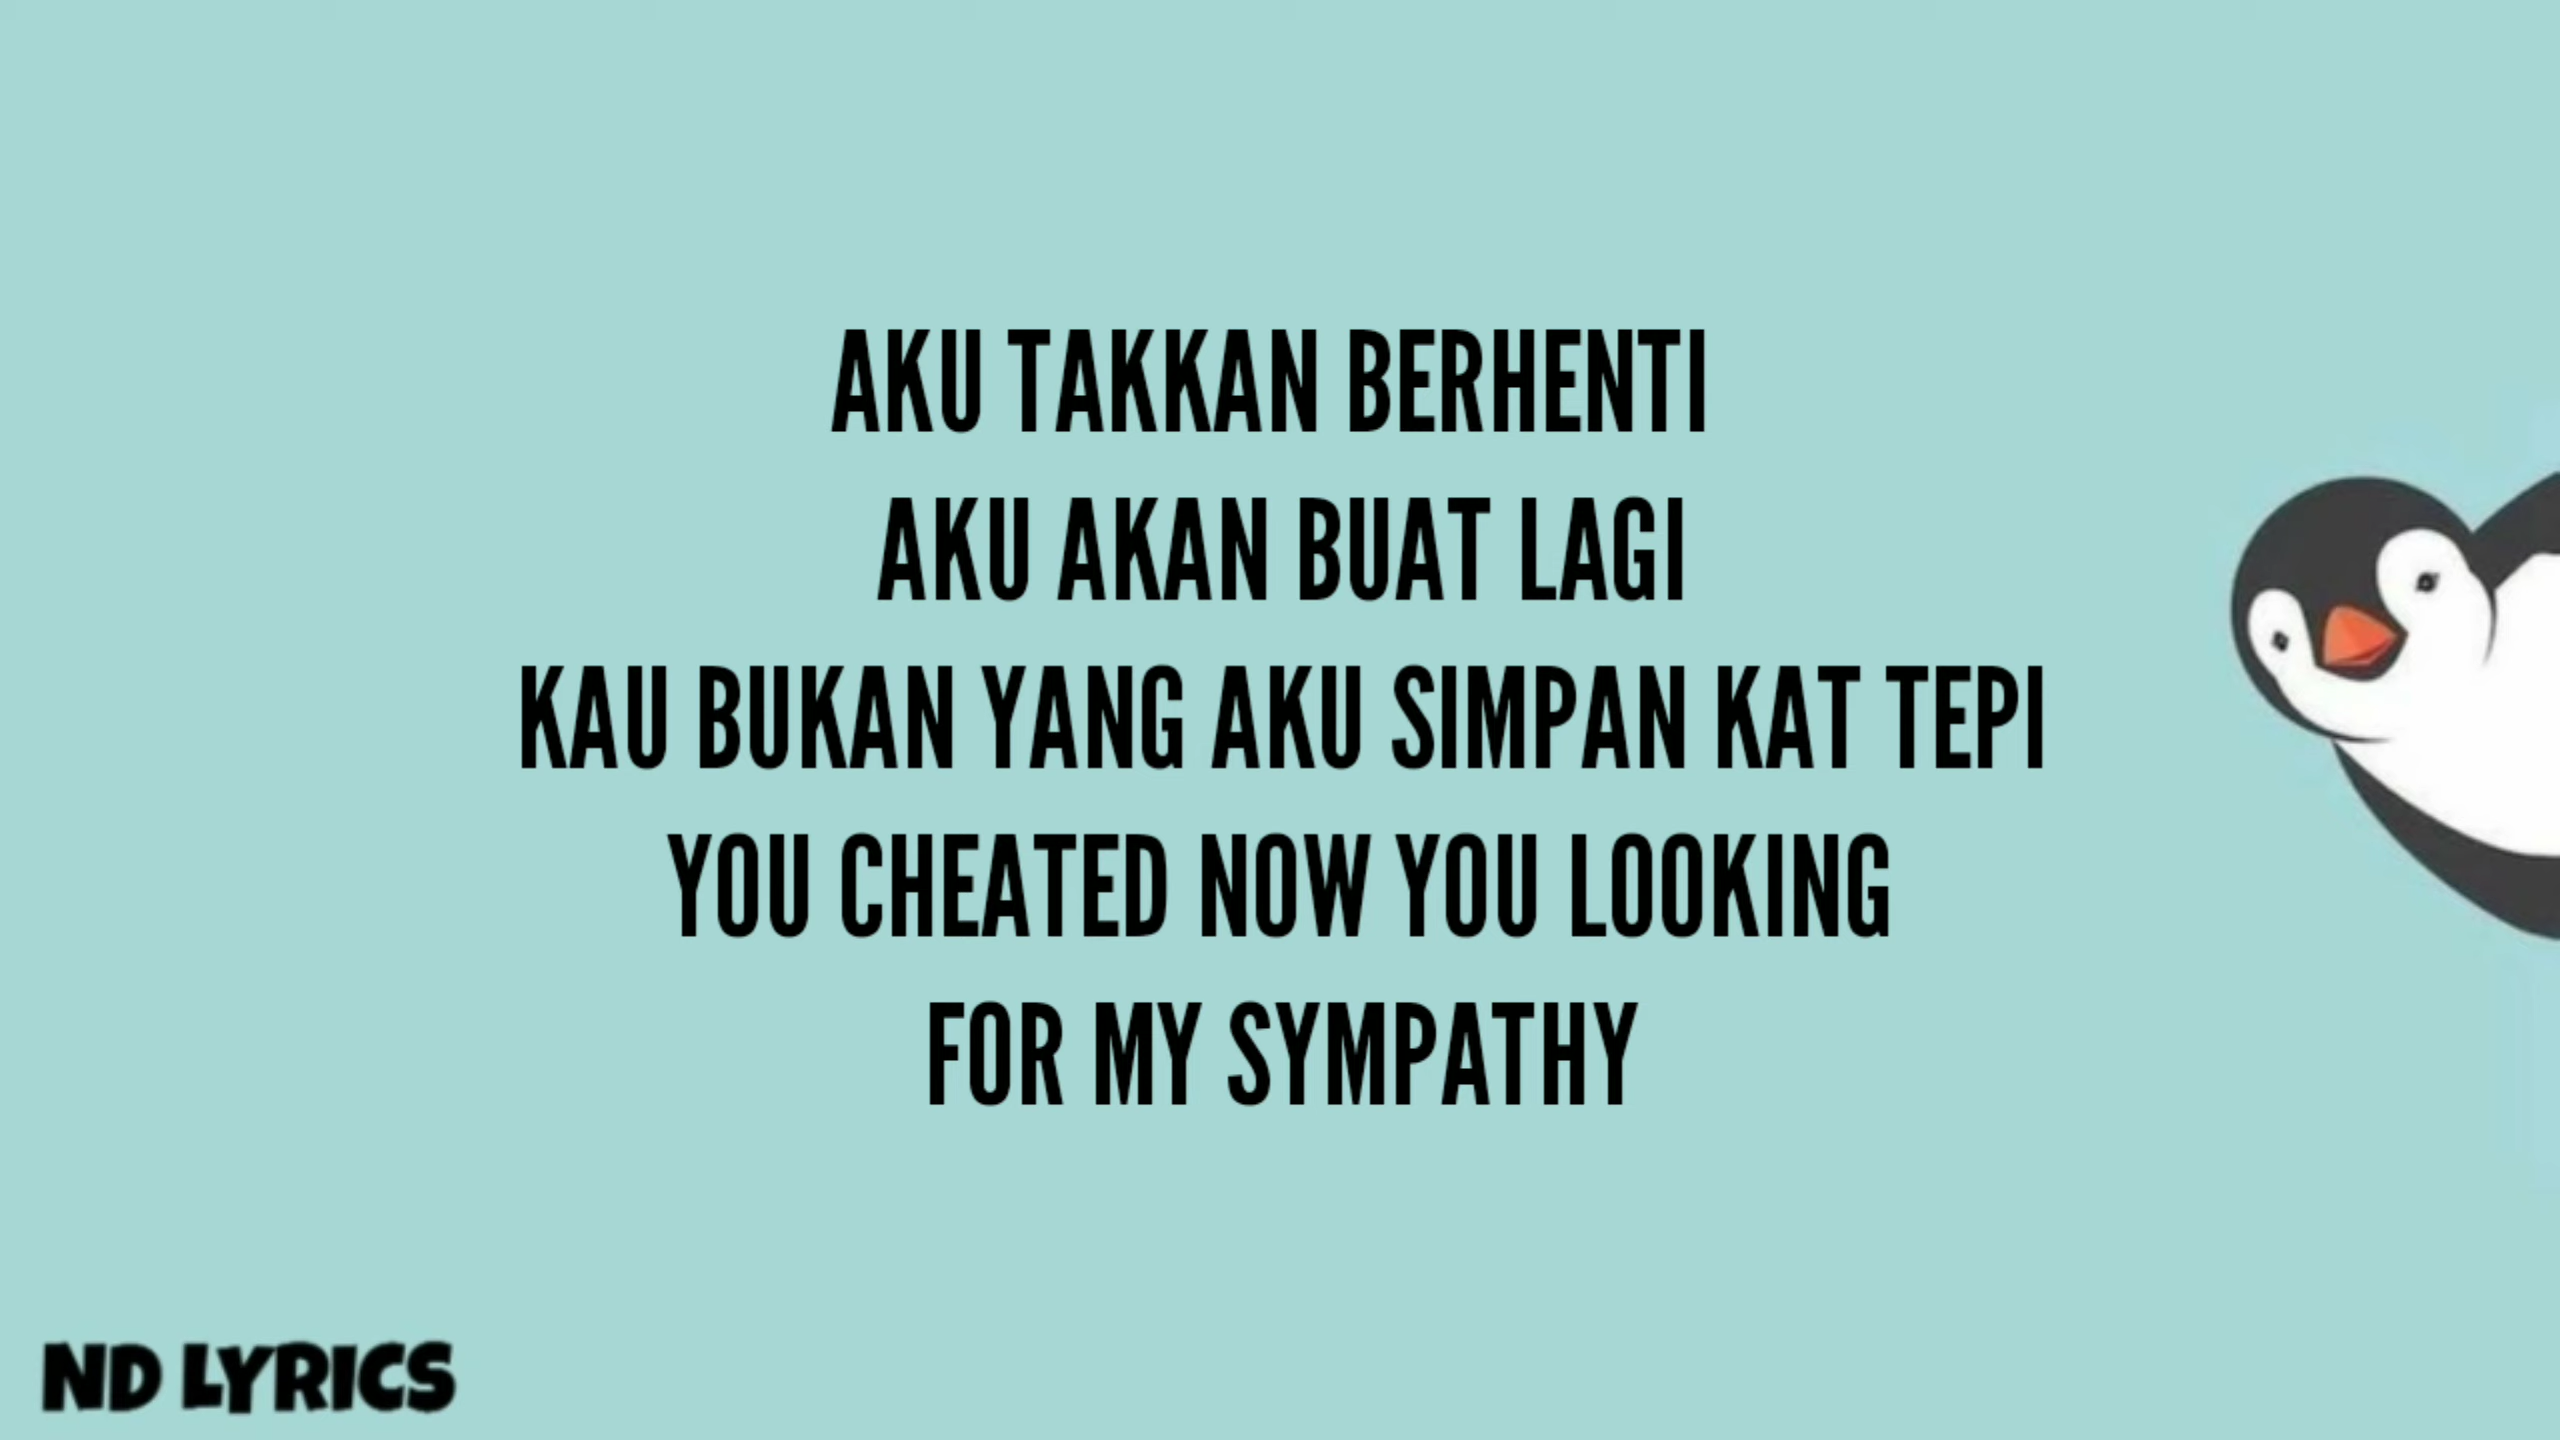 AKU TAKKAN BERHENTI
AKU AKAN BUAT LAGI
KAU BUKAN YANG AKU SIMPAN KAT TEPI
YOU CHEATED NOW YOU LOOKING
FOR MY SYMPATHY
ND LYRICS